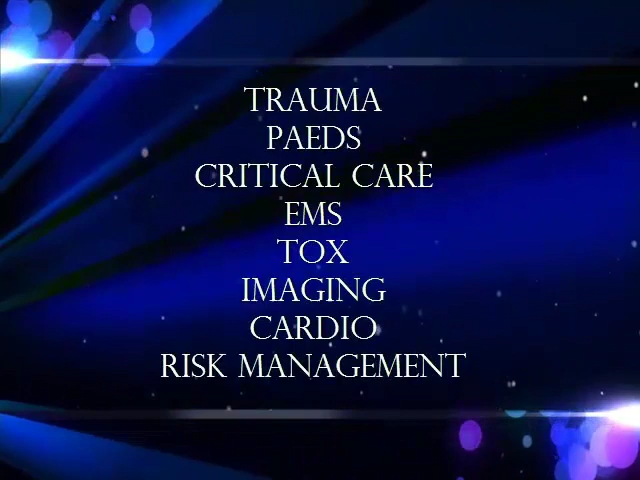 TRAUMA
PAEDS
CRITICAL CARE
EMS
TOX
IMAGING
CARDIO
RISK MANAGEMENT